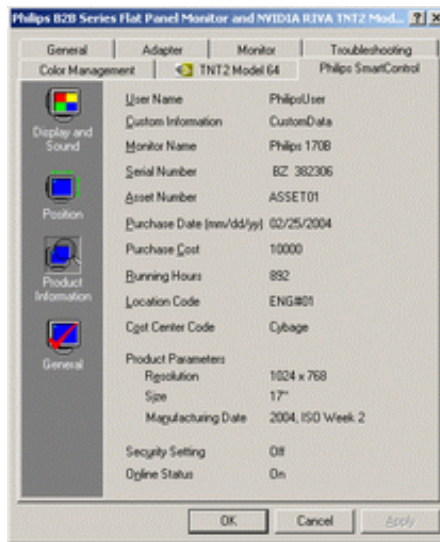 Philips B2B Series Flat Panel Monitor and NVIDIA RIVA TNT2 Mod...
General Adapter Monitor Troubleshooting
Color Management TNT2 Model 64 Philips SmartControl
Display and
Sound
Position
Product
Information
General
User Name PhilipsUser
Custom Information CustomData
Monitor Name Philips 170B
Serial Number BZ 382306
Asset Number ASSET01
Purchase Date (mm/dd/yy) 02/25/2004
Purchase Cost 10000
Running Hours 892
Location Code ENG#01
Cost Center Code Cybage
Product Parameters
Resolution 1024 x 768
Size 17"
Manufacturing Date 2004, ISO Week 2
Security Setting Off
Online Status On
OK Cancel Apply